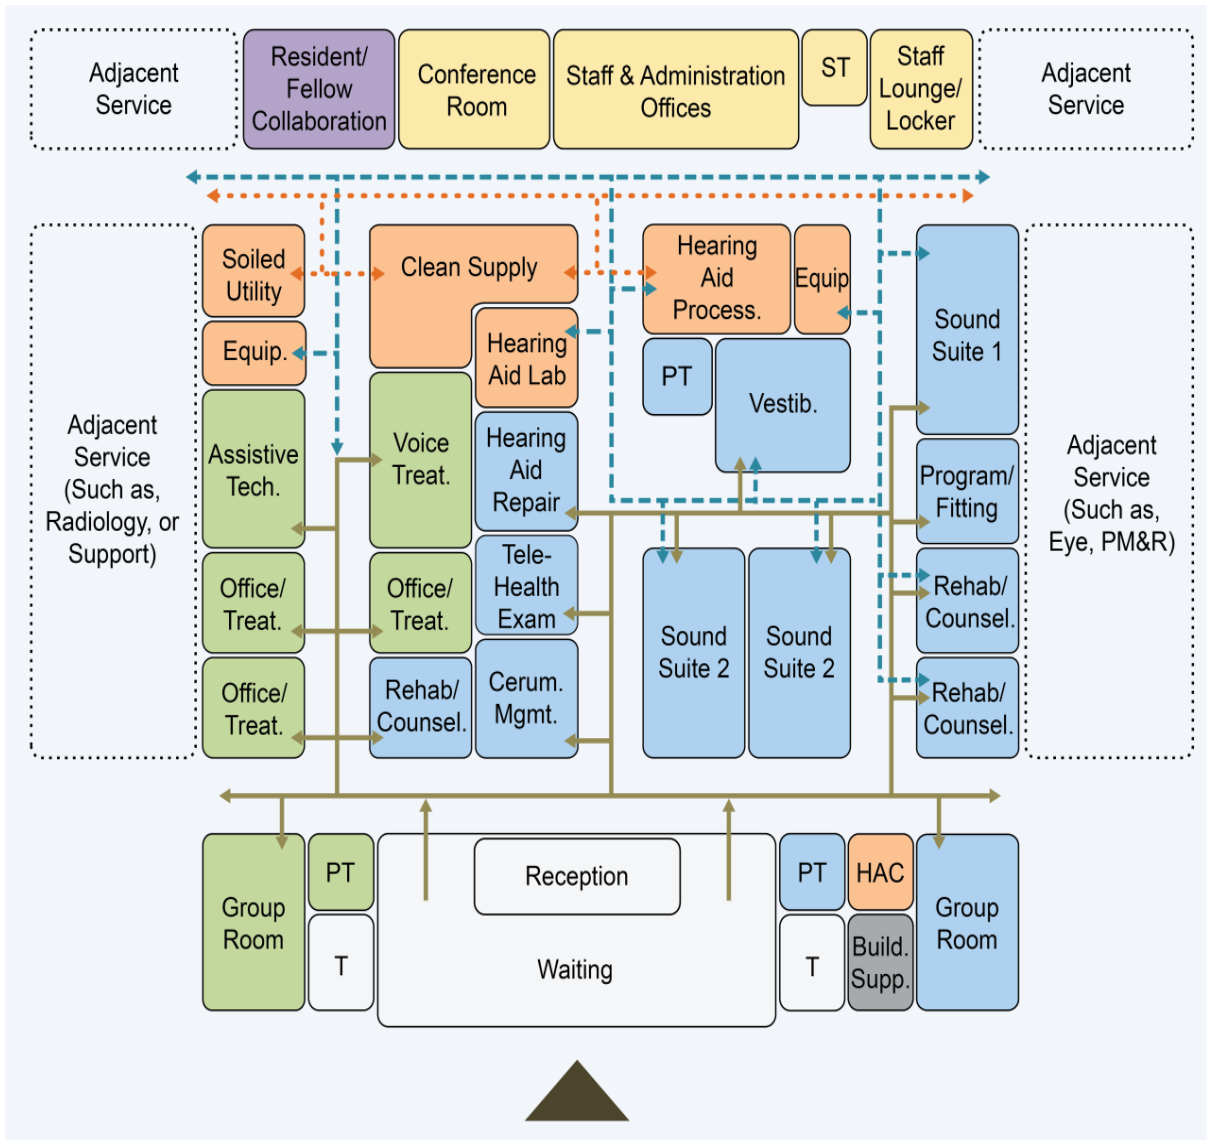 Adjacent
Service
Resident/
Fellow
Collaboration
Conference
Room
Staff & Administration
Offices
ST
Staff
Lounge/
Locker
Adjacent
Service
Adjacent
Service
(Such as,
Radiology, or
Support)
Soiled
Utility
Equip.
Assistive
Tech.
Office/
Treat.
Office/
Treat.
Clean Supply
Hearing
Aid Lab
Voice
Treat.
Hearing
Aid
Repair
Office/
Treat.
Tele-
Health
Exam
Rehab/
Counsel.
Cerum.
Mgmt.
Hearing
Aid
Process.
Equip
PT
Vestib.
Sound
Suite 2
Sound
Suite 2
Sound
Suite 1
Program/
Fitting
Rehab/
Counsel.
Rehab/
Counsel.
Adjacent
Service
(Such as,
Eye, PM&R)
Group
Room
PT
T
Reception
Waiting
PT
T
HAC
Build.
Supp.
Group
Room